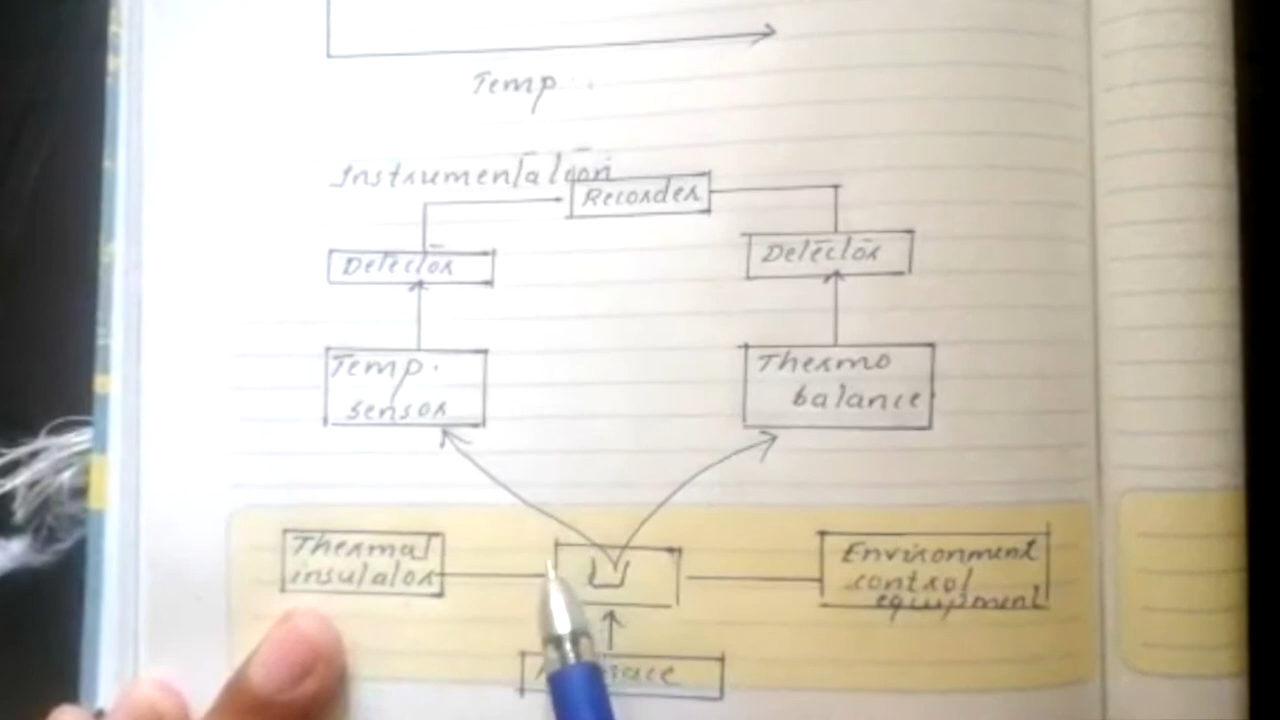 Temp.
Instrumentation
Recorder
Detector
Detector
Temp.
sensor
Thermo
balance
Thermal
insulator
Environment
control
equipment